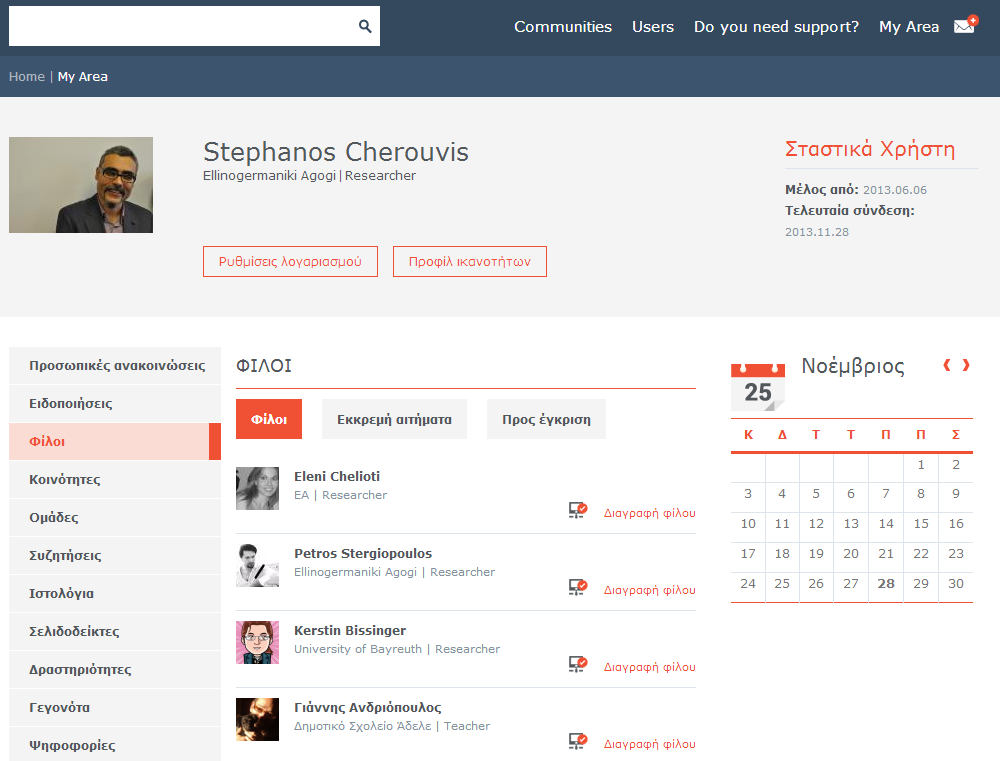 Communities Users Do you need support? My Area
Home | My Area
Stephanos Cherouvis
Ellinogermaniki Agogi | Researcher
Ρυθμίσεις λογαριασμού Προφίλ ικανοτήτων
Σταστικά Χρήστη
Μέλος από: 2013.06.06
Τελευταία σύνδεση:
2013.11.28
Προσωπικές ανακοινώσεις
Ειδοποιήσεις
Φίλοι
Κοινότητες
Ομάδες
Συζητήσεις
Ιστολόγια
Σελιδοδείκτες
Δραστηριότητες
Γεγονότα
Ψηφοφορίες
ΦΙΛΟΙ
Φίλοι Εκκρεμή αιτήματα Προς έγκριση
Eleni Chelioti
EA | Researcher
Διαγραφή φίλου
Petros Stergiopoulos
Ellinogermaniki Agogi | Researcher
Διαγραφή φίλου
Kerstin Bissinger
University of Bayreuth | Researcher
Διαγραφή φίλου
Γιάννης Ανδριόπουλος
Δημοτικό Σχολείο Άδελε | Teacher
Διαγραφή φίλου
25 Νοέμβριος
Κ Δ Τ Τ Π Π Σ
1 2
3 4 5 6 7 8 9
10 11 12 13 14 15 16
17 18 19 20 21 22 23
24 25 26 27 28 29 30